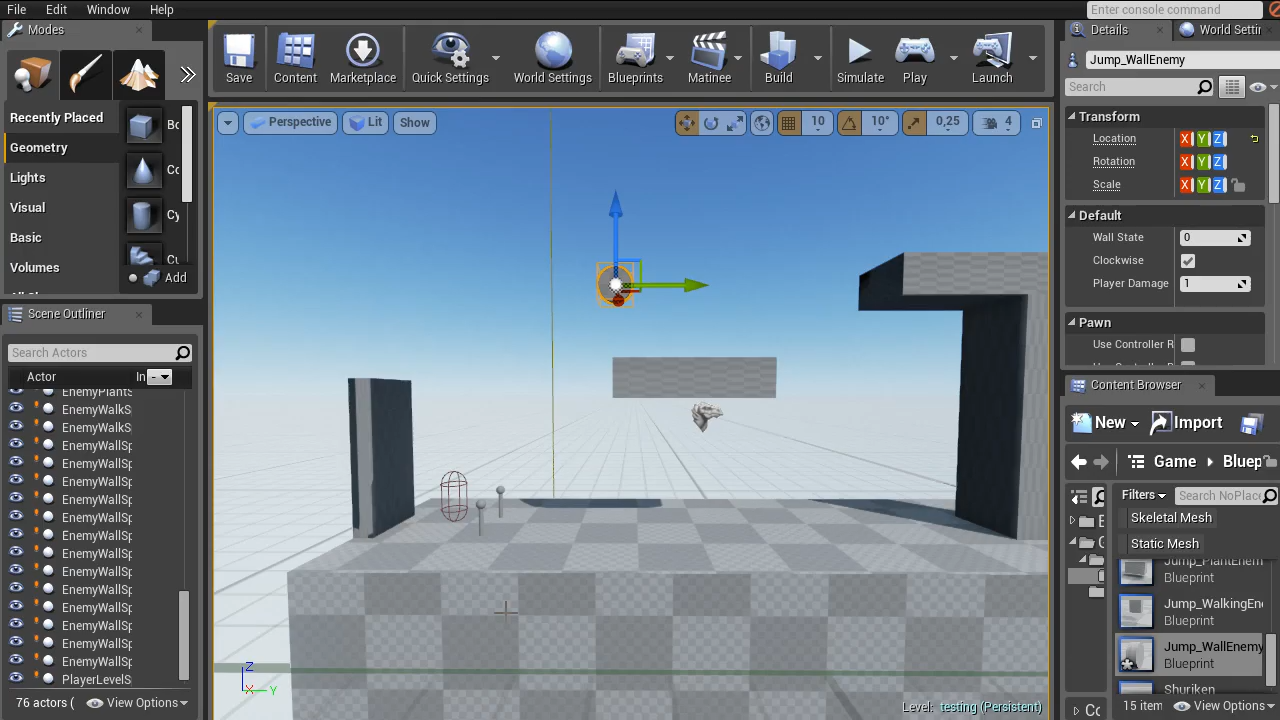 File Edit Window Help
Enter console command
Modes
Details
World Settin
Save
Content
Marketplace
Quick Settings
World Settings
Blueprints
Matinee
Build
Simulate
Play
Launch
Jump_WallEnemy
Search
Recently Placed
Geometry
Lights
Visual
Basic
Volumes
Add
Perspective
Lit
Show
10
10°
0,25
4
Transform
Location X Y Z
Rotation X Y Z
Scale X Y Z
Default
Wall State 0
Clockwise
Player Damage 1
Pawn
Use Controller R
Scene Outliner
Search Actors
Actor In
EnemyPlantS
EnemyWalkS
EnemyWalkS
EnemyWallSp
EnemyWallSp
EnemyWallSp
EnemyWallSp
EnemyWallSp
EnemyWallSp
EnemyWallSp
EnemyWallSp
EnemyWallSp
EnemyWallSp
EnemyWallSp
EnemyWallSp
EnemyWallSp
PlayerLevelS
76 actors (
View Options
Z
X Y
Level: testing (Persistent)
Content Browser
New
Import
Game
Bluep
Filters
Search NoPlace
Skeletal Mesh
Static Mesh
Jump_PlantEnem
Blueprint
Jump_WalkingEne
Blueprint
Jump_WallEnemy
Blueprint
Shuriken
15 item
View Options